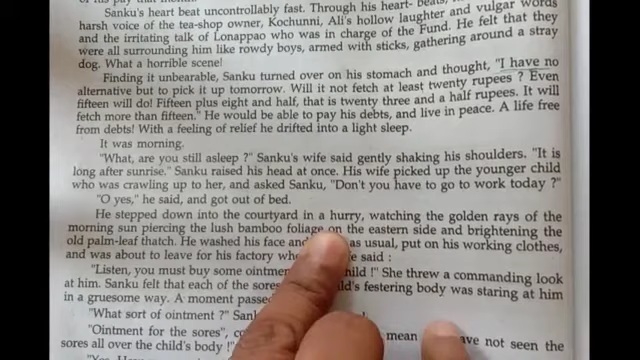 Sanku's heart beat uncontrollably fast. Through his heart- beats,
harsh voice of the tea-shop owner, Kochunni, Ali's hollow laughter and vulgar words
and the irritating talk of Lonappao who was in charge of the Fund. He felt that they
were all surrounding him like rowdy boys, armed with sticks, gathering around a stray
dog. What a horrible scene!
Finding it unbearable, Sanku turned over on his stomach and thought, "I have no
alternative but to pick it up tomorrow. Will it not fetch at least twenty rupees ? Even
fifteen will do! Fifteen plus eight and half, that is twenty three and a half rupees. It will
fetch more than fifteen." He would be able to pay his debts, and live in peace. A life free
from debts! With a feeling of relief he drifted into a light sleep.
It was morning.
"What, are you still asleep ?" Sanku's wife said gently shaking his shoulders. "It is
long after sunrise." Sanku raised his head at once. His wife picked up the younger child
who was crawling up to her, and asked Sanku, "Don't you have to go to work today ?"
"O yes," he said, and got out of bed.
He stepped down into the courtyard in a hurry, watching the golden rays of the
morning sun piercing the lush bamboo foliage on the eastern side and brightening the
old palm-leaf thatch. He washed his face and as usual, put on his working clothes,
and was about to leave for his factory said :
"Listen, you must buy some ointment She threw a commanding look
at him. Sanku felt that each of the sores festering body was staring at him
in a gruesome way. A moment passed
"What sort of ointment ?"
"Ointment for the sores", mean not seen the
sores all over the child's body !"